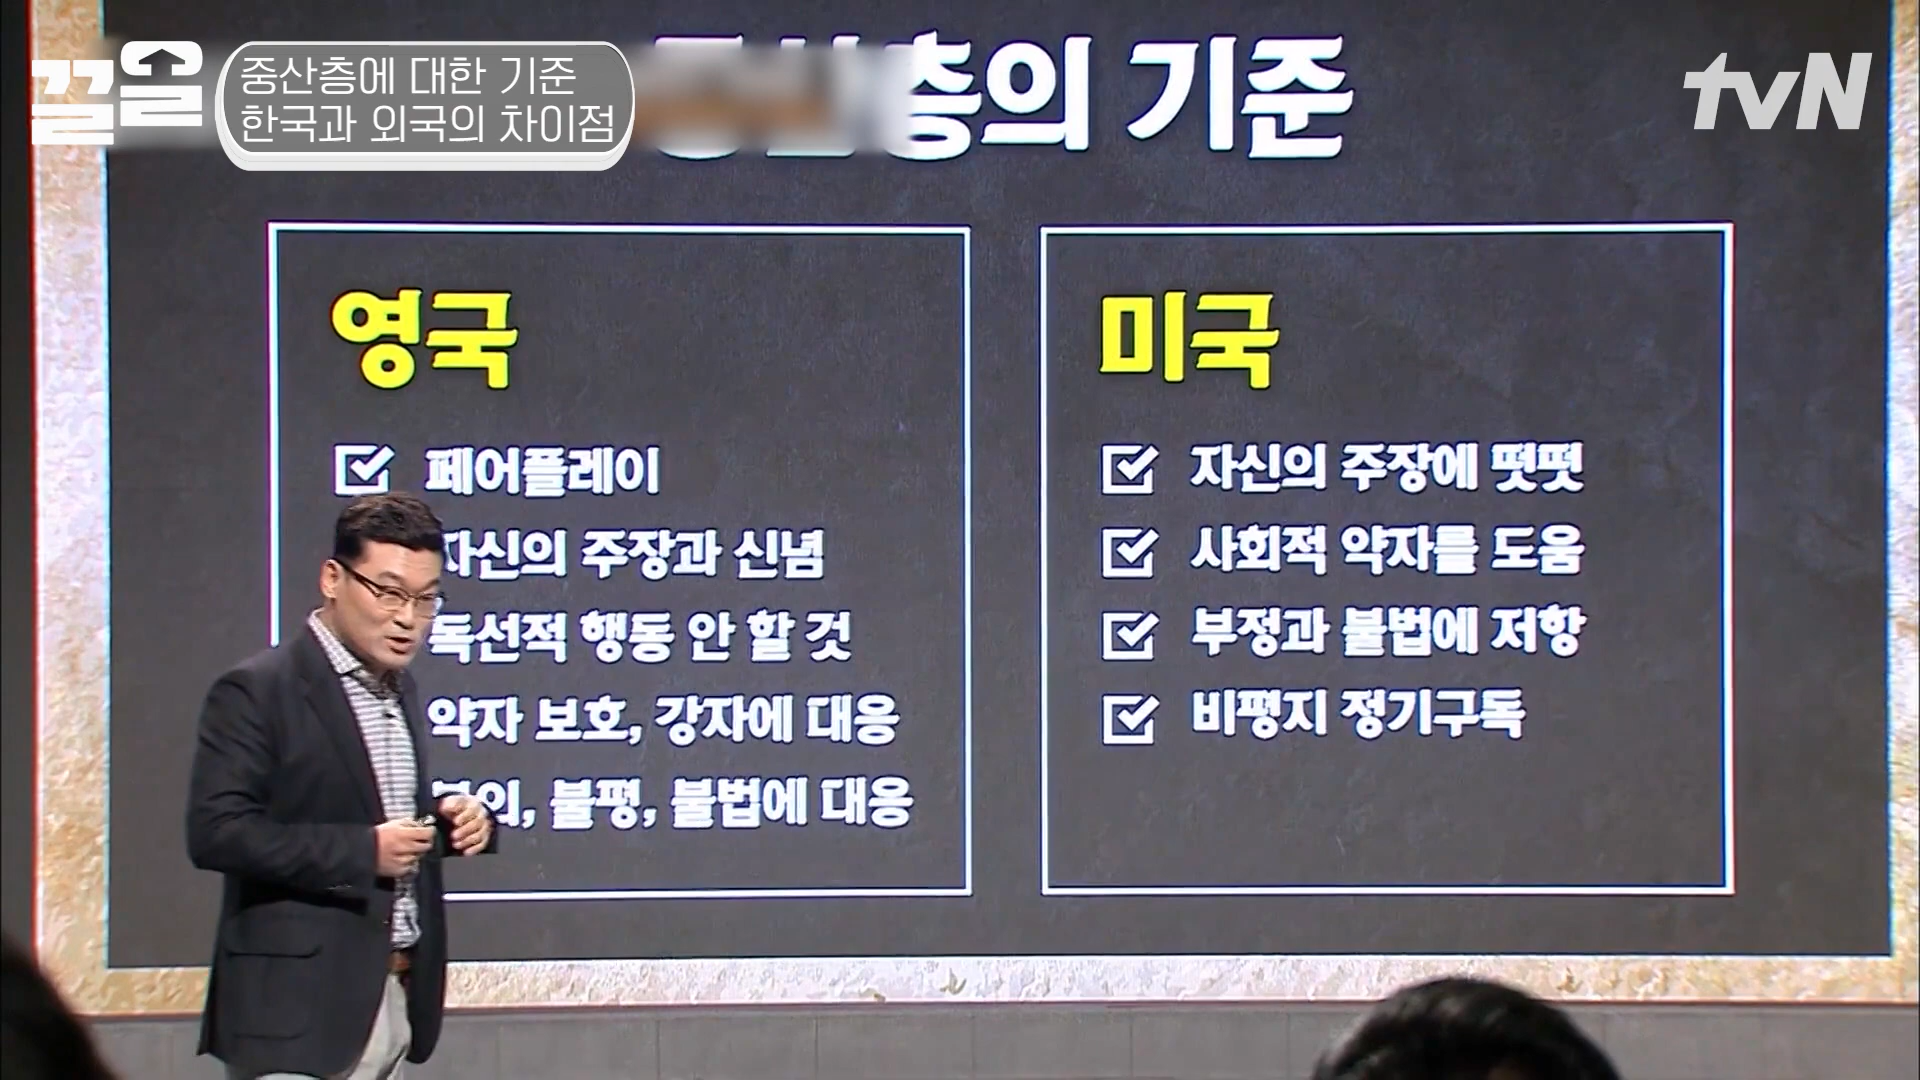 끌올
중산층에 대한 기준
한국과 외국의 차이점
중산층의 기준
tvN
영국
페어플레이
자신의 주장과 신념
독선적 행동 안 할 것
약자 보호, 강자에 대응
불의, 불평, 불법에 대응
미국
자신의 주장에 떳떳
사회적 약자를 도움
부정과 불법에 저항
비평지 정기구독